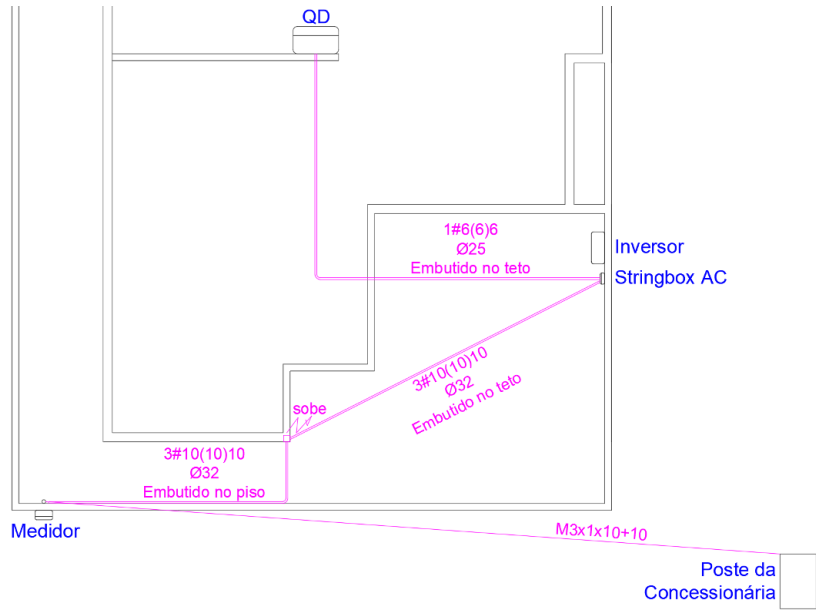 QD
1#6(6)6
Ø25
Embutido no teto
Inversor
Stringbox AC
3#10(10)10
Ø32
Embutido no teto
sobe
3#10(10)10
Ø32
Embutido no piso
Medidor
M3x1x10+10
Poste da
Concessionária